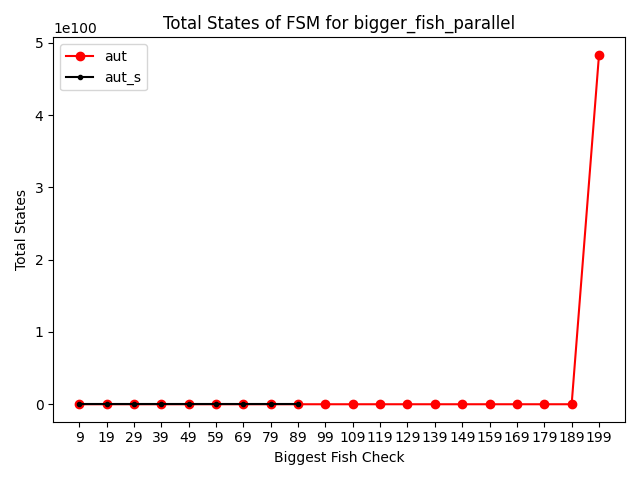 Total States of FSM for bigger_fish_parallel
1e100
aut
aut_s
5
4
3
2
1
0
Total States
9 19 29 39 49 59 69 79 89 99 109 119 129 139 149 159 169 179 189 199
Biggest Fish Check